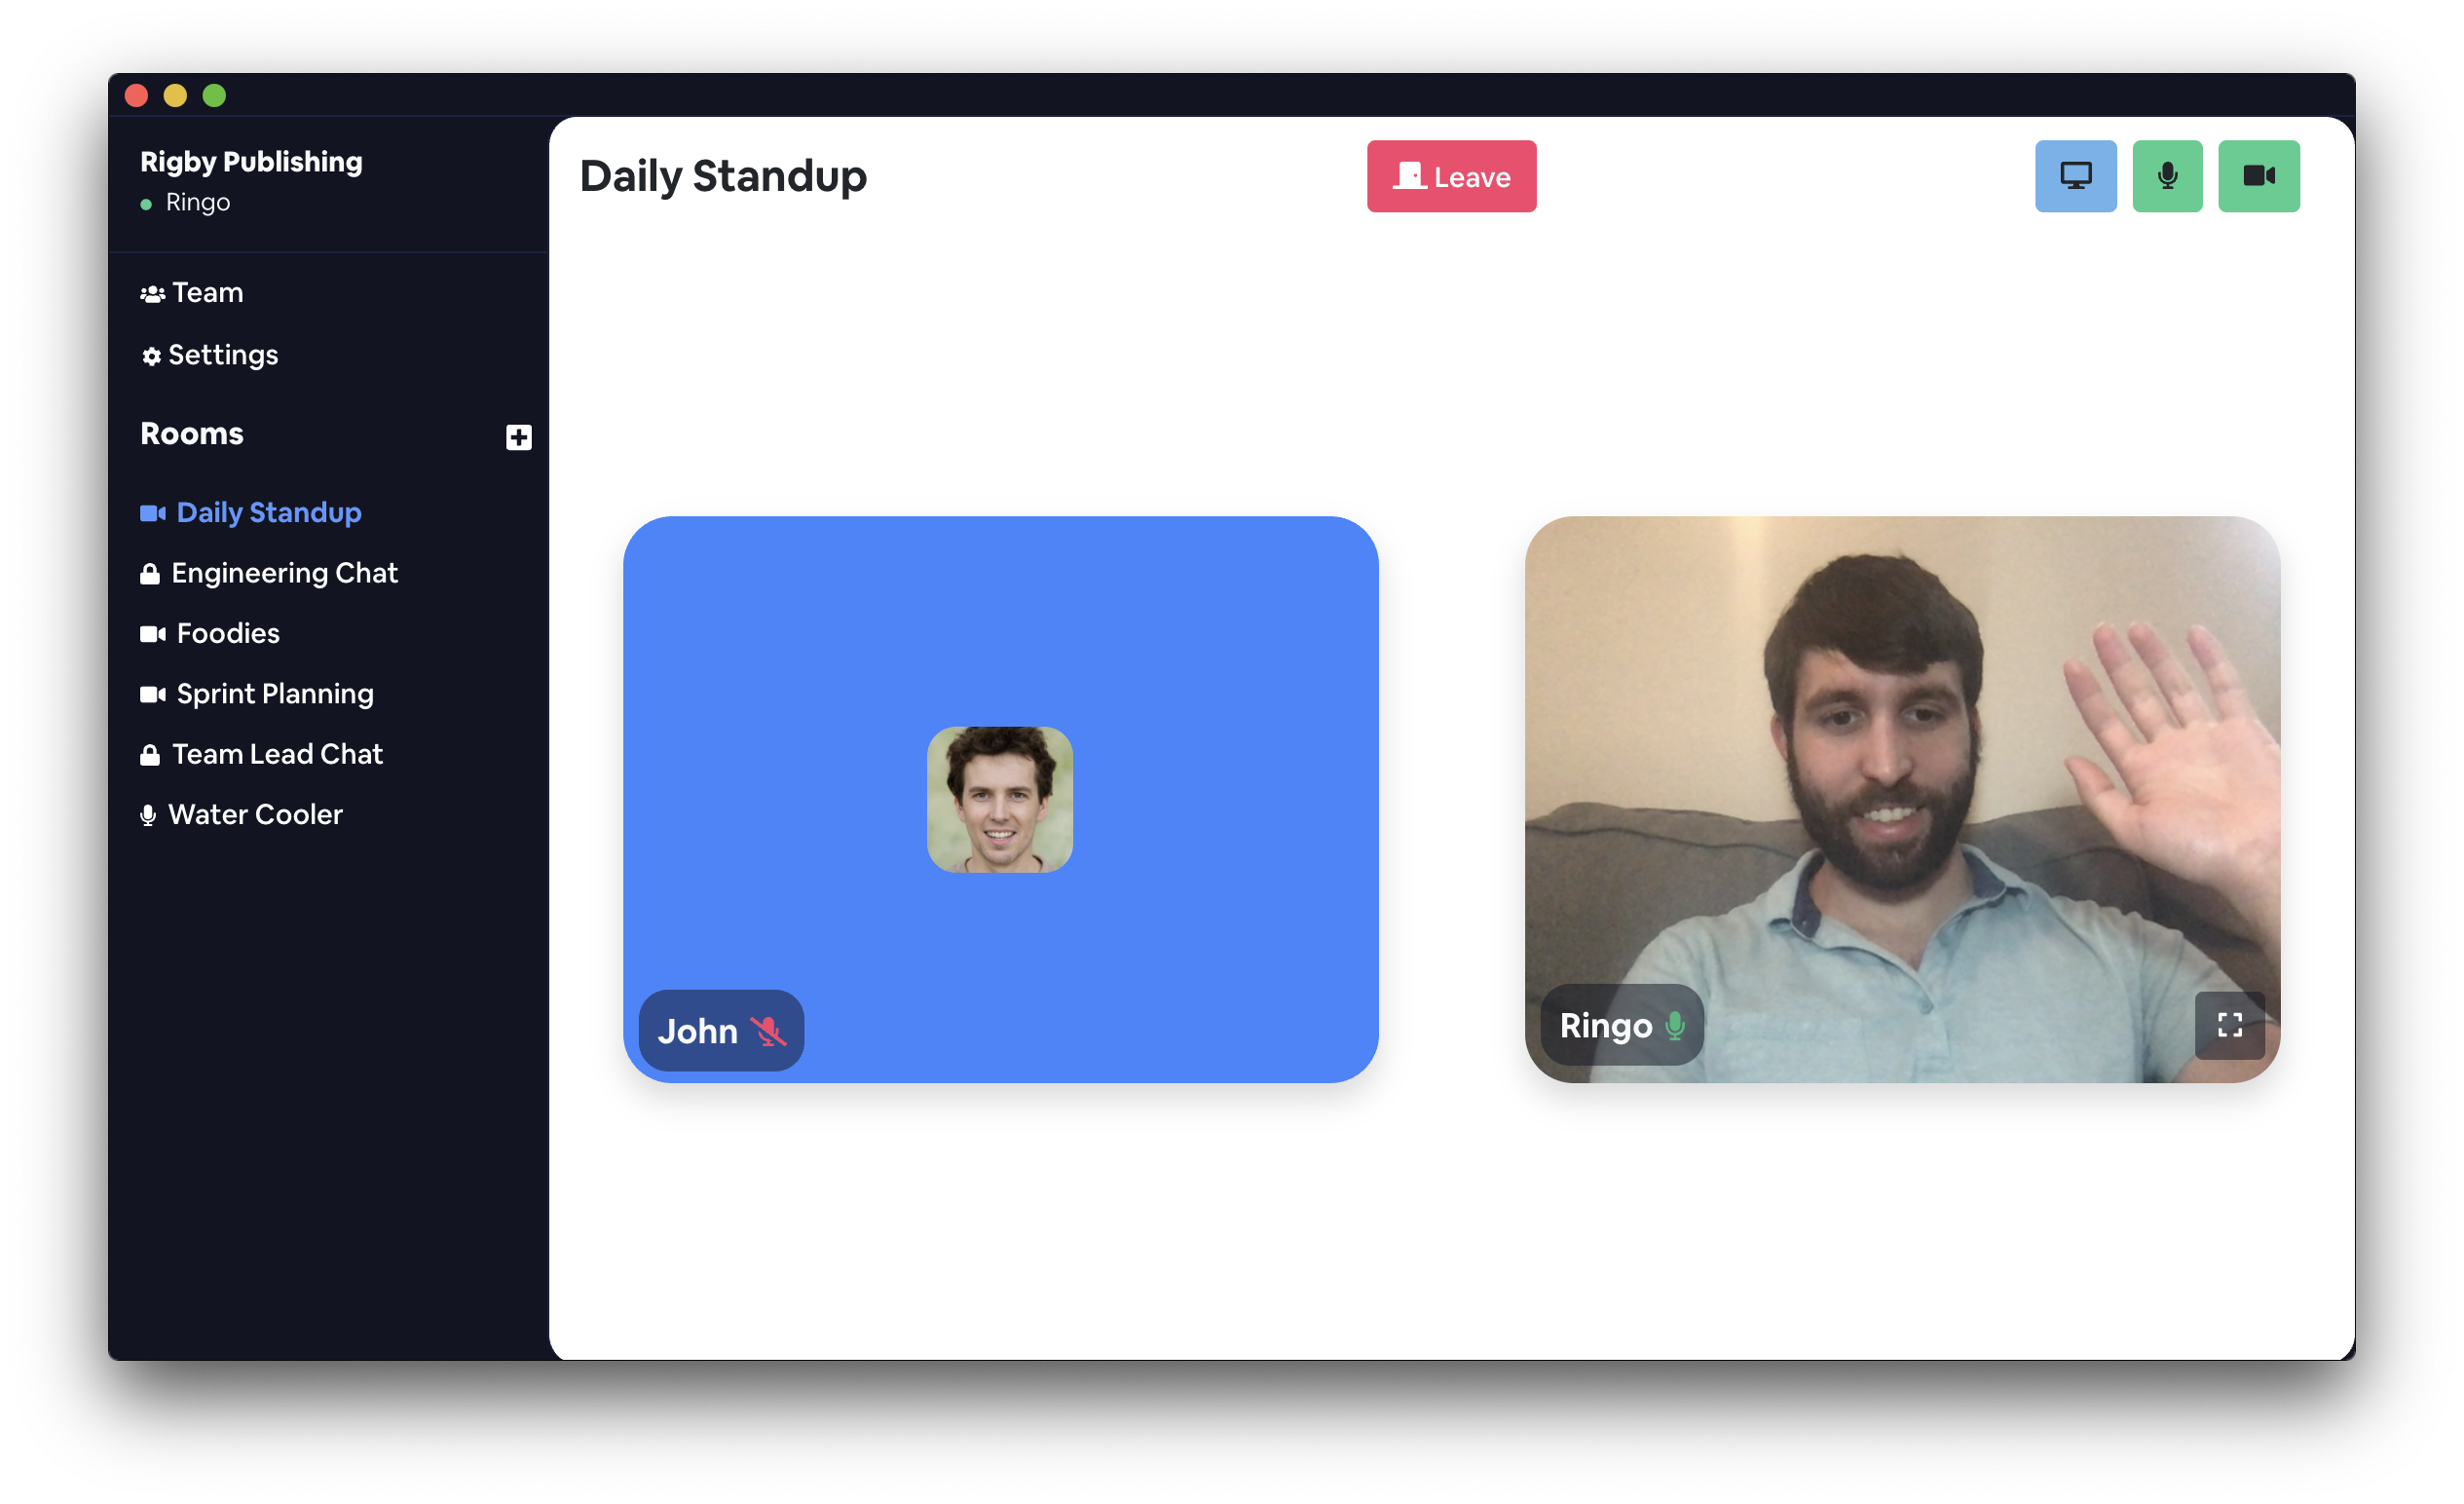 Rigby Publishing
Ringo
Team
Settings
Rooms
Daily Standup
Engineering Chat
Foodies
Sprint Planning
Team Lead Chat
Water Cooler
Daily Standup
Leave
John
Ringo